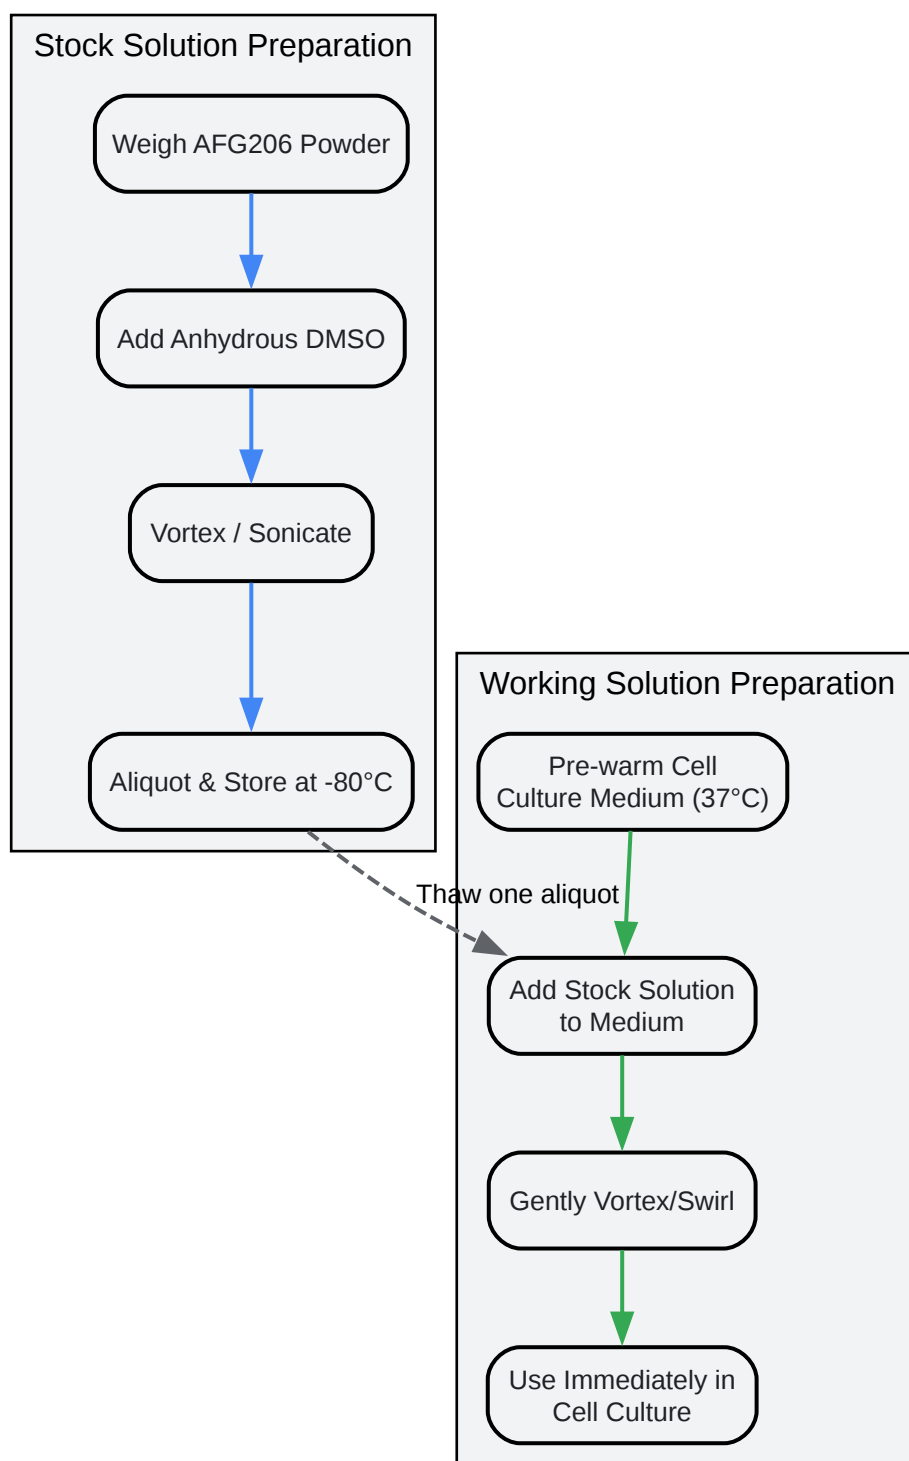 Stock Solution Preparation
Weigh AFG206 Powder
Add Anhydrous DMSO
Vortex / Sonicate
Aliquot & Store at -80°C
Thaw one aliquot
Working Solution Preparation
Pre-warm Cell
Culture Medium (37°C)
Add Stock Solution
to Medium
Gently Vortex/Swirl
Use Immediately in
Cell Culture